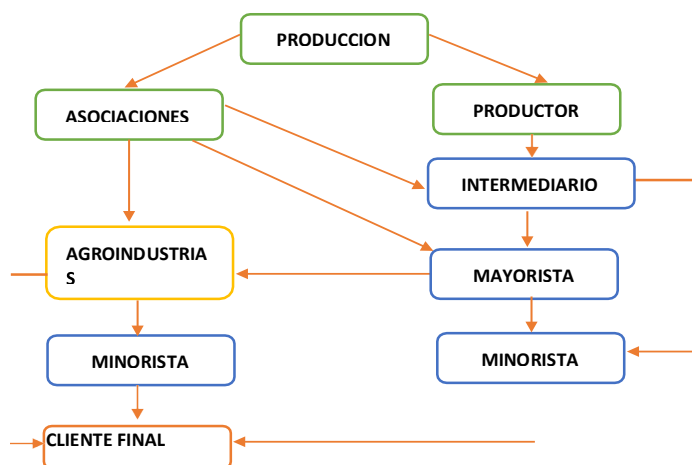 PRODUCCION
ASOCIACIONES
PRODUCTOR
INTERMEDIARIO
AGROINDUSTRIA
S
MAYORISTA
MINORISTA
MINORISTA
CLIENTE FINAL